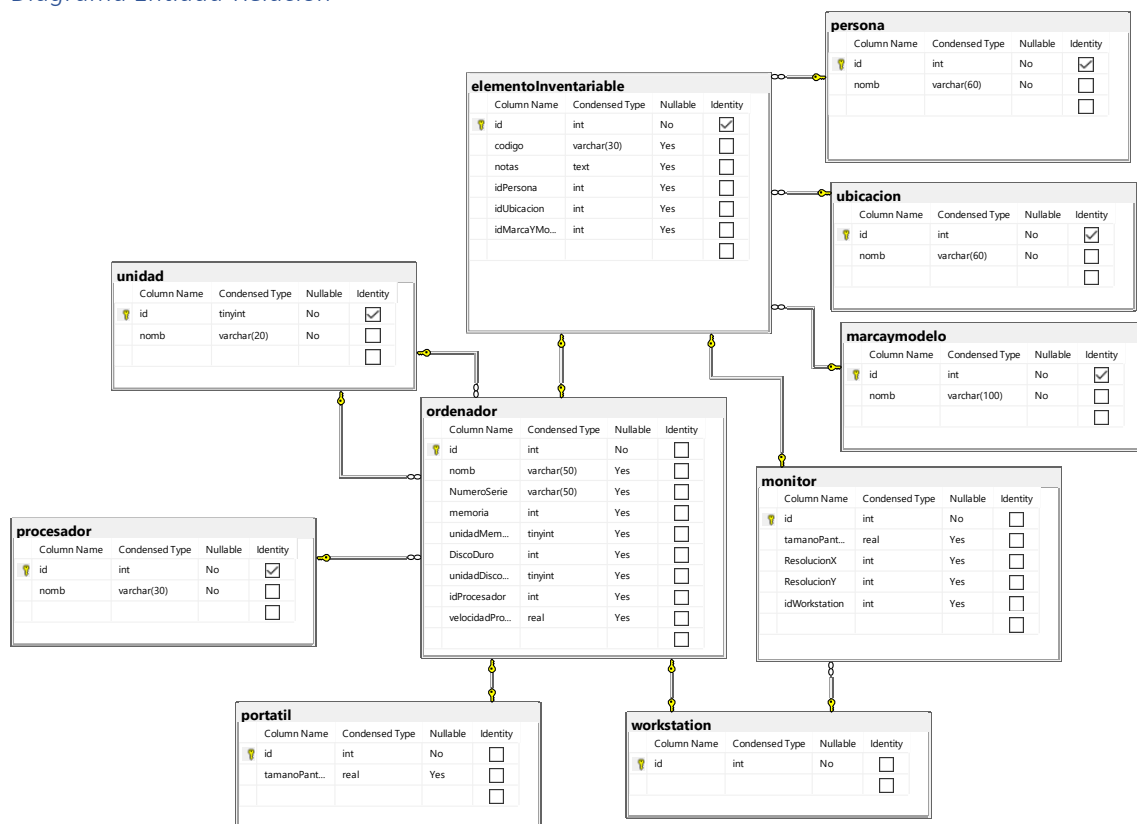 Diagrama Entidad-Relación
persona
Column Name Condensed Type Nullable Identity
id int No
nomb varchar(60) No
elementoInventariable
Column Name Condensed Type Nullable Identity
id int No
codigo varchar(30) Yes
notas text Yes
idPersona int Yes
idUbicacion int Yes
idMarcaYMo... int Yes
ubicacion
Column Name Condensed Type Nullable Identity
id int No
nomb varchar(60) No
unidad
Column Name Condensed Type Nullable Identity
id tinyint No
nomb varchar(20) No
marcaymodelo
Column Name Condensed Type Nullable Identity
id int No
nomb varchar(100) No
ordenador
Column Name Condensed Type Nullable Identity
id int No
nomb varchar(50) Yes
NumeroSerie varchar(50) Yes
memoria int Yes
unidadMem... tinyint Yes
DiscoDuro int Yes
unidadDisco... tinyint Yes
idProcesador int Yes
velocidadPro... real Yes
monitor
Column Name Condensed Type Nullable Identity
id int No
tamanoPant... real Yes
ResolucionX int Yes
ResolucionY int Yes
idWorkstation int Yes
procesador
Column Name Condensed Type Nullable Identity
id int No
nomb varchar(30) No
portatil
Column Name Condensed Type Nullable Identity
id int No
tamanoPant... real Yes
workstation
Column Name Condensed Type Nullable Identity
id int No